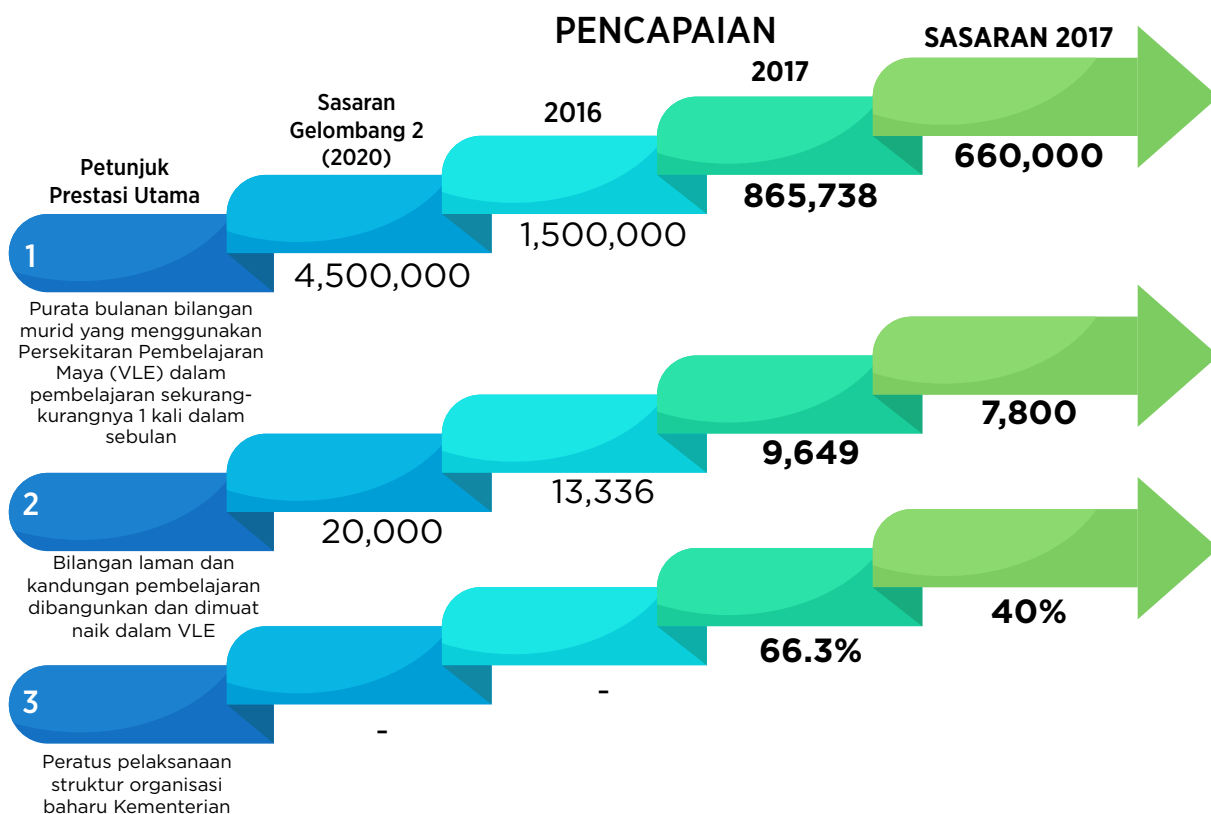 PENCAPAIAN
Petunjuk
Prestasi Utama
Sasaran
Gelombang 2
(2020)
2016
2017
SASARAN 2017
1
4,500,000
1,500,000
865,738
660,000
Purata bulanan bilangan
murid yang menggunakan
Persekitaran Pembelajaran
Maya (VLE) dalam
pembelajaran sekurang-
kurangnya 1 kali dalam
sebulan
2
20,000
13,336
9,649
7,800
Bilangan laman dan
kandungan pembelajaran
dibangunkan dan dimuat
naik dalam VLE
3
-
-
66.3%
40%
Peratus pelaksanaan
struktur organisasi
baharu Kementerian